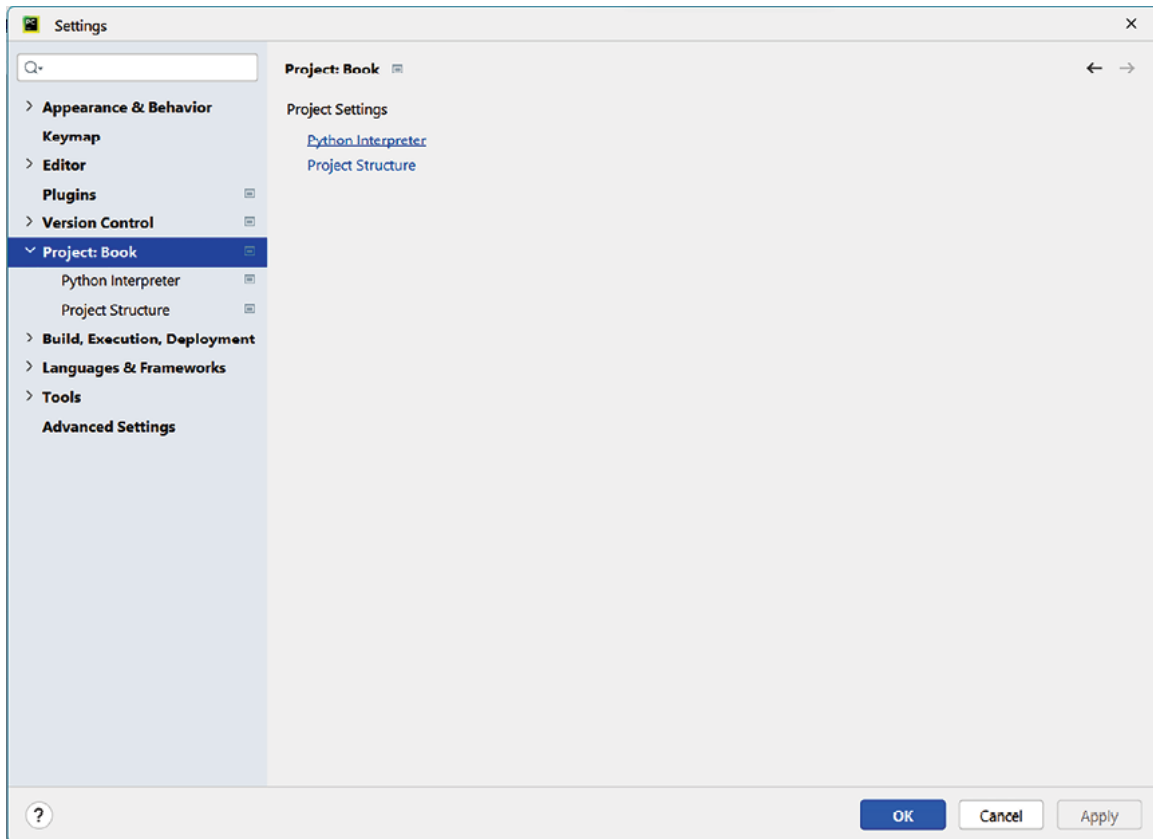 PC
Settings
Project: Book
Appearance & Behavior
Keymap
Editor
Plugins
Version Control
Project: Book
Python Interpreter
Project Structure
Build, Execution, Deployment
Languages & Frameworks
Tools
Advanced Settings
Project Settings
Python Interpreter
Project Structure
?
OK
Cancel
Apply